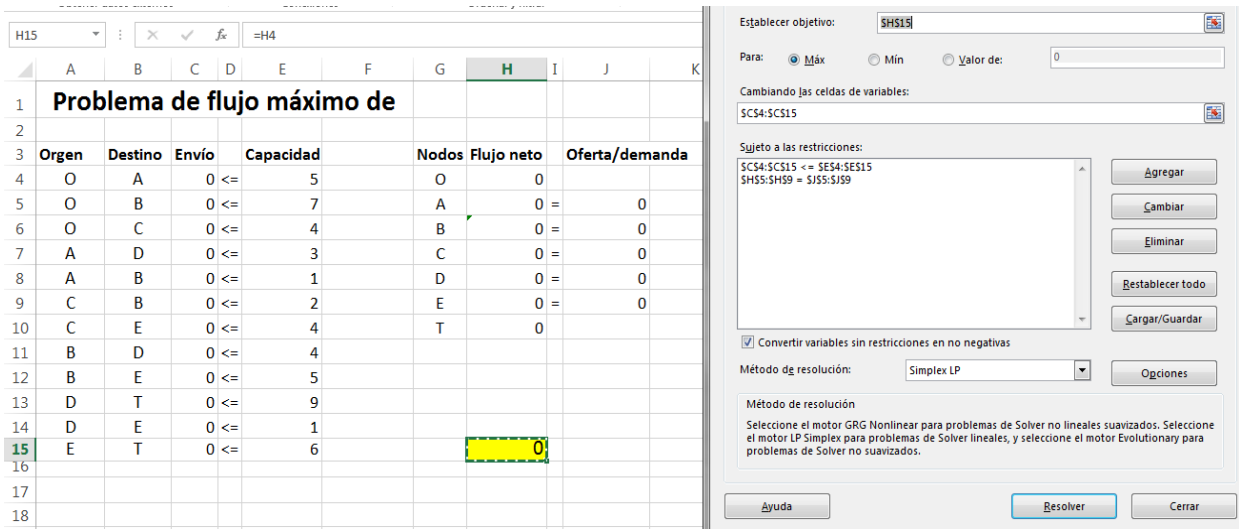 H15 fx =H4
A B C D E F G H I J K
1 Problema de flujo máximo de
2
3 Orgen Destino Envío Capacidad Nodos Flujo neto Oferta/demanda
4 O A 0 <= 5 O 0
5 O B 0 <= 7 A 0 = 0
6 O C 0 <= 4 B 0 = 0
7 A D 0 <= 3 C 0 = 0
8 A B 0 <= 1 D 0 = 0
9 C B 0 <= 2 E 0 = 0
10 C E 0 <= 4 T 0
11 B D 0 <= 4
12 B E 0 <= 5
13 D T 0 <= 9
14 D E 0 <= 1
15 E T 0 <= 6 0
16
17
18
Establecer objetivo: $H$15
Para: Máx Mín Valor de: 0
Cambiando las celdas de variables:
$C$4:$C$15
Sujeto a las restricciones:
$C$4:$C$15 <= $E$4:$E$15
$H$5:$H$9 = $J$5:$J$9
Agregar
Cambiar
Eliminar
Restablecer todo
Cargar/Guardar
Convertir variables sin restricciones en no negativas
Método de resolución: Simplex LP Opciones
Método de resolución
Seleccione el motor GRG Nonlinear para problemas de Solver no lineales suavizados. Seleccione
el motor LP Simplex para problemas de Solver lineales, y seleccione el motor Evolutionary para
problemas de Solver no suavizados.
Ayuda Resolver Cerrar